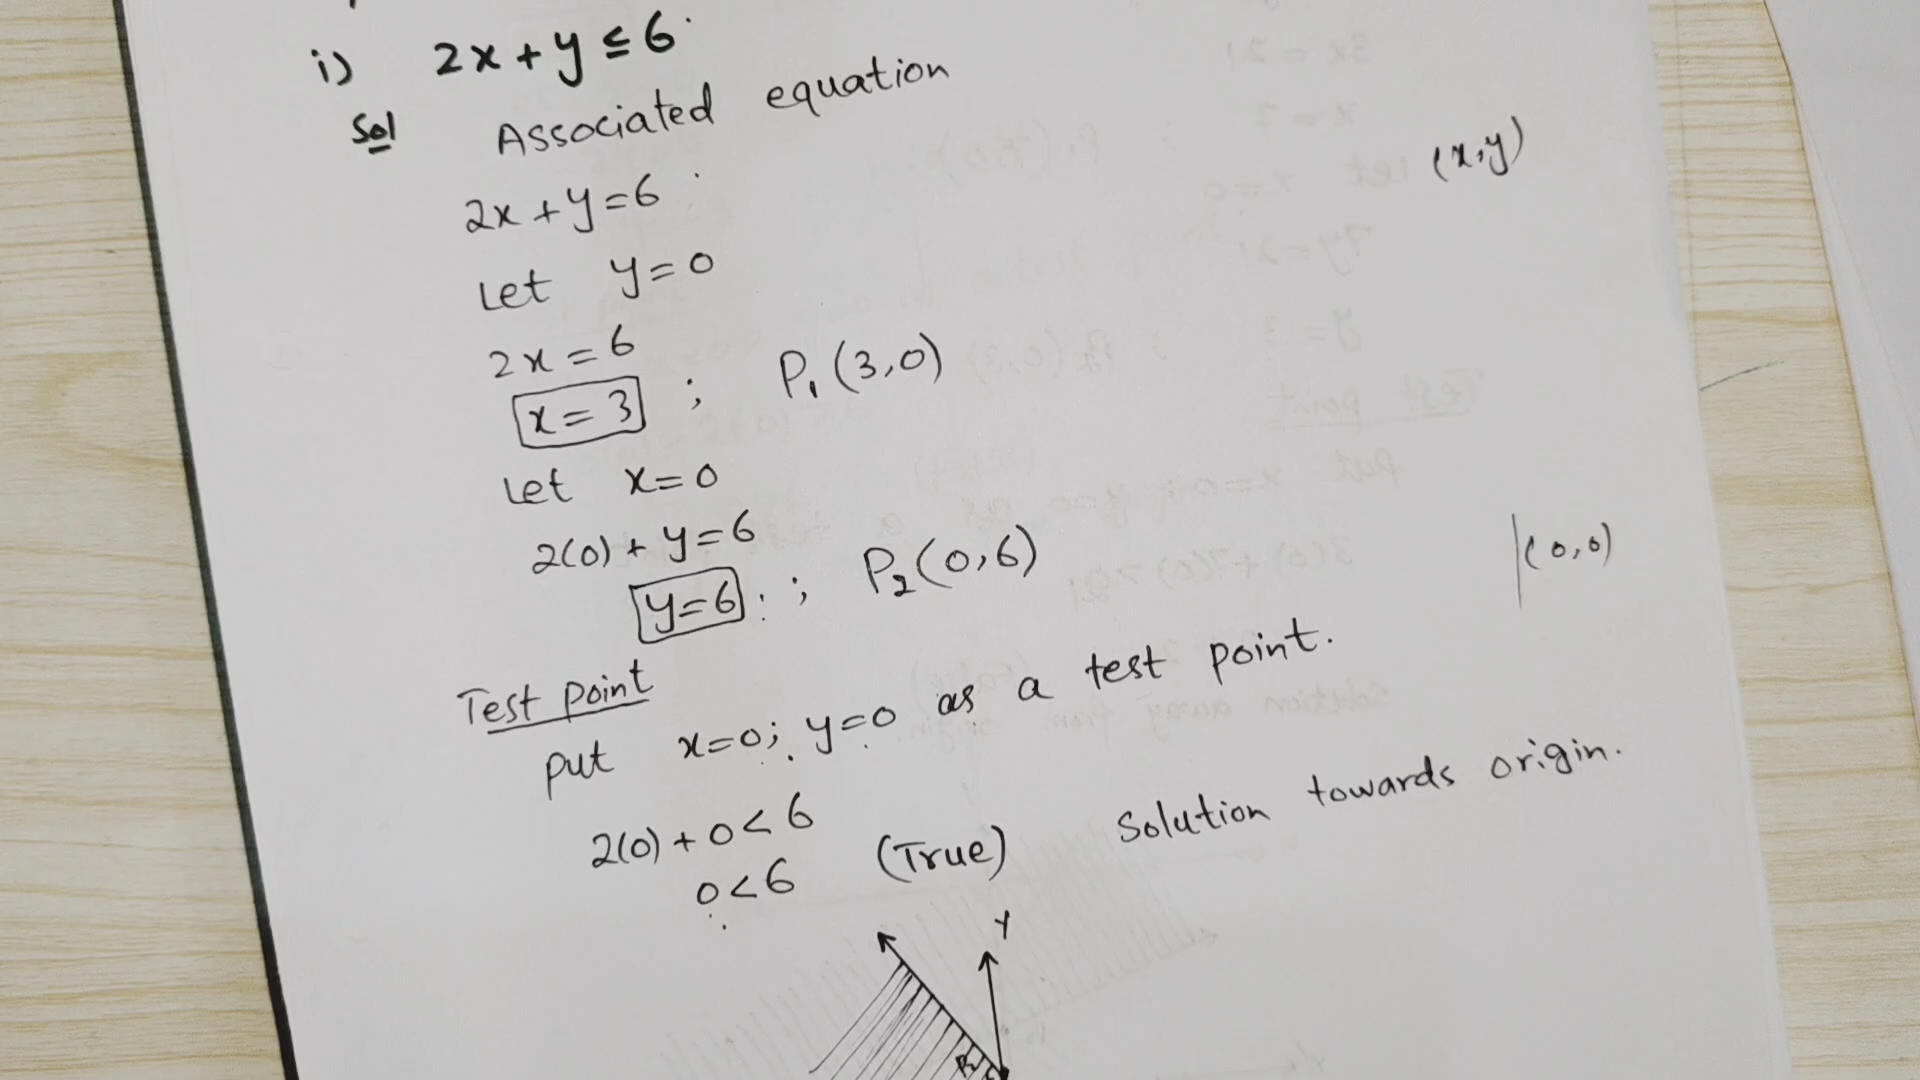 i) 2x + y ≤ 6
Sol Associated equation
(x,y)
2x + y = 6
Let y = 0
2x = 6
x = 3 ; P₁ (3,0)
Let x = 0
2(0) + y = 6
y = 6 ; P₂ (0,6)
(0,0)
Test point
put x=0; y=0 as a test point.
2(0) + 0 < 6
0 < 6 (True) Solution towards origin.
Y